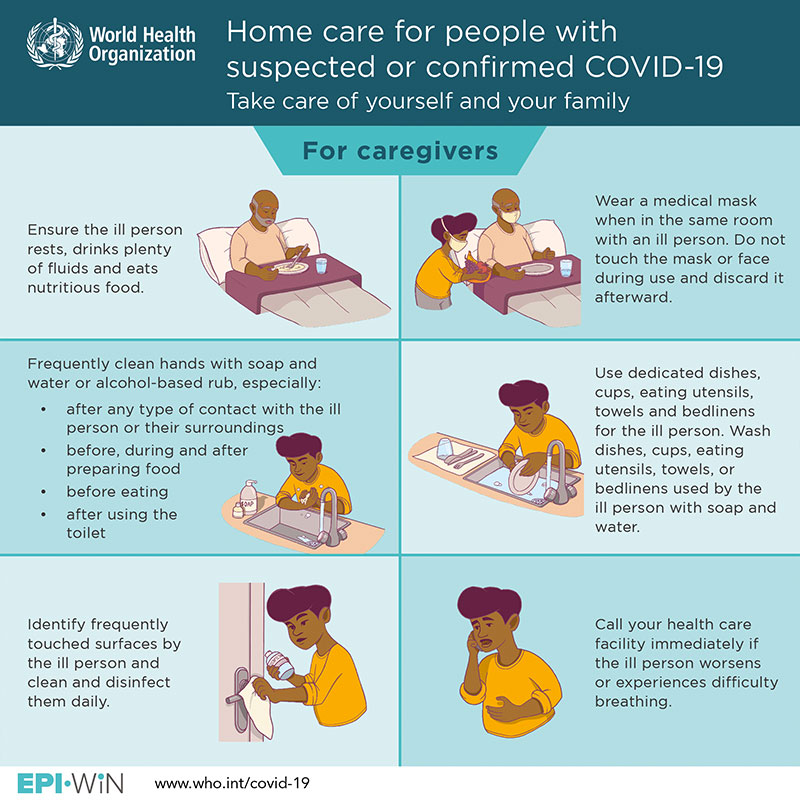 World Health
Organization
Home care for people with
suspected or confirmed COVID-19
Take care of yourself and your family
For caregivers
Ensure the ill person
rests, drinks plenty
of fluids and eats
nutritious food.
Wear a medical mask
when in the same room
with an ill person. Do not
touch the mask or face
during use and discard it
afterward.
Frequently clean hands with soap and
water or alcohol-based rub, especially:
• after any type of contact with the ill
person or their surroundings
• before, during and after
preparing food
• before eating
• after using the
toilet
SOAP
Use dedicated dishes,
cups, eating utensils,
towels and bedlinens
for the ill person. Wash
dishes, cups, eating
utensils, towels, or
bedlinens used by the
ill person with soap and
water.
Identify frequently
touched surfaces by
the ill person and
clean and disinfect
them daily.
Call your health care
facility immediately if
the ill person worsens
or experiences difficulty
breathing.
EPI•WiN
www.who.int/covid-19